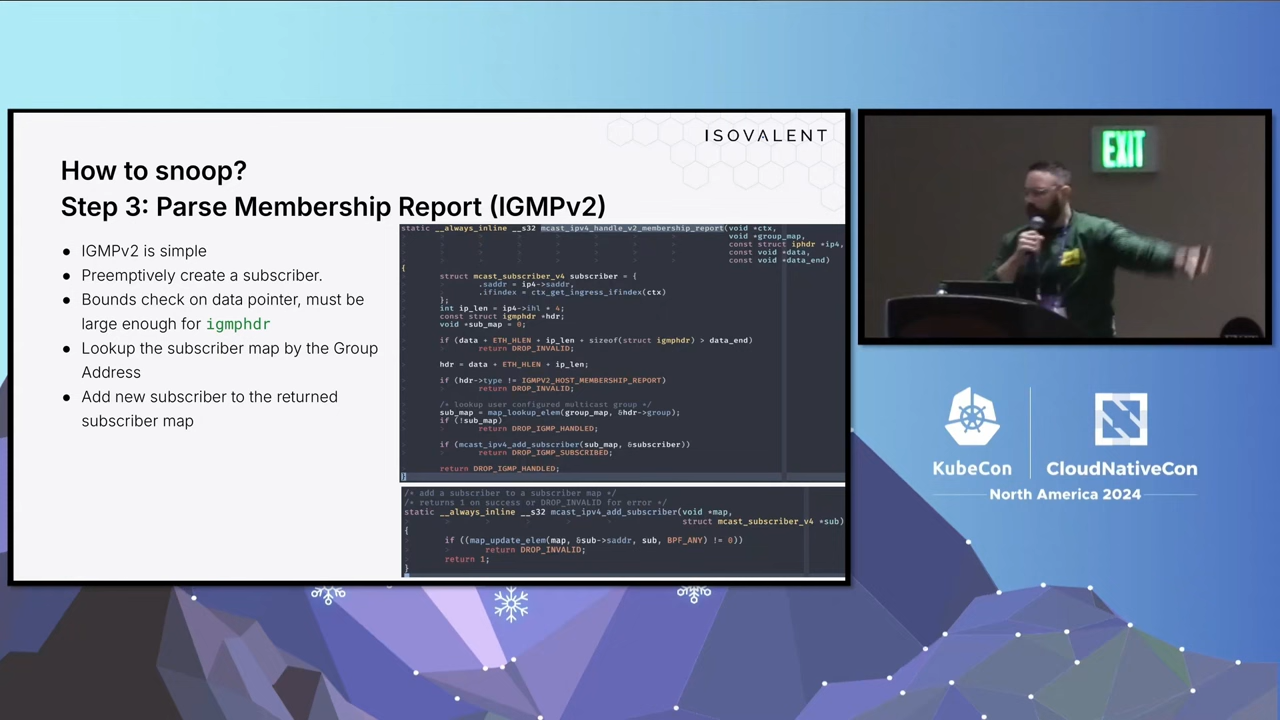 ISOVALENT
How to snoop?
Step 3: Parse Membership Report (IGMPv2)
● IGMPv2 is simple
● Preemptively create a subscriber.
● Bounds check on data pointer, must be
large enough for igmphdr
● Lookup the subscriber map by the Group
Address
● Add new subscriber to the returned
subscriber map
static __always_inline __s32 mcast_ipv4_handle_v2_membership_report(void *ctx,
void *group_map,
const struct iphdr *ip4,
const void *data,
const void *data_end)
{
struct mcast_subscriber_v4 subscriber = {
.saddr = ip4->saddr,
.ifindex = ctx_get_ingress_ifindex(ctx)
};
int ip_len = ip4->ihl * 4;
const struct igmphdr *hdr;
void *sub_map = 0;
if (data + ETH_HLEN + ip_len + sizeof(struct igmphdr) > data_end)
return DROP_INVALID;
hdr = data + ETH_HLEN + ip_len;
if (hdr->type != IGMPV2_HOST_MEMBERSHIP_REPORT)
return DROP_INVALID;
/* lookup user configured multicast group */
sub_map = map_lookup_elem(group_map, &hdr->group);
if (!sub_map)
return DROP_IGMP_HANDLED;
if (mcast_ipv4_add_subscriber(sub_map, &subscriber))
return DROP_IGMP_SUBSCRIBED;
return DROP_IGMP_HANDLED;
}
/* add a subscriber to a subscriber map */
/* returns 1 on success or DROP_INVALID for error */
static __always_inline __s32 mcast_ipv4_add_subscriber(void *map,
struct mcast_subscriber_v4 *sub)
{
if ((map_update_elem(map, &sub->saddr, sub, BPF_ANY) != 0))
return DROP_INVALID;
return 1;
}
EXIT
KubeCon
CloudNativeCon
North America 2024